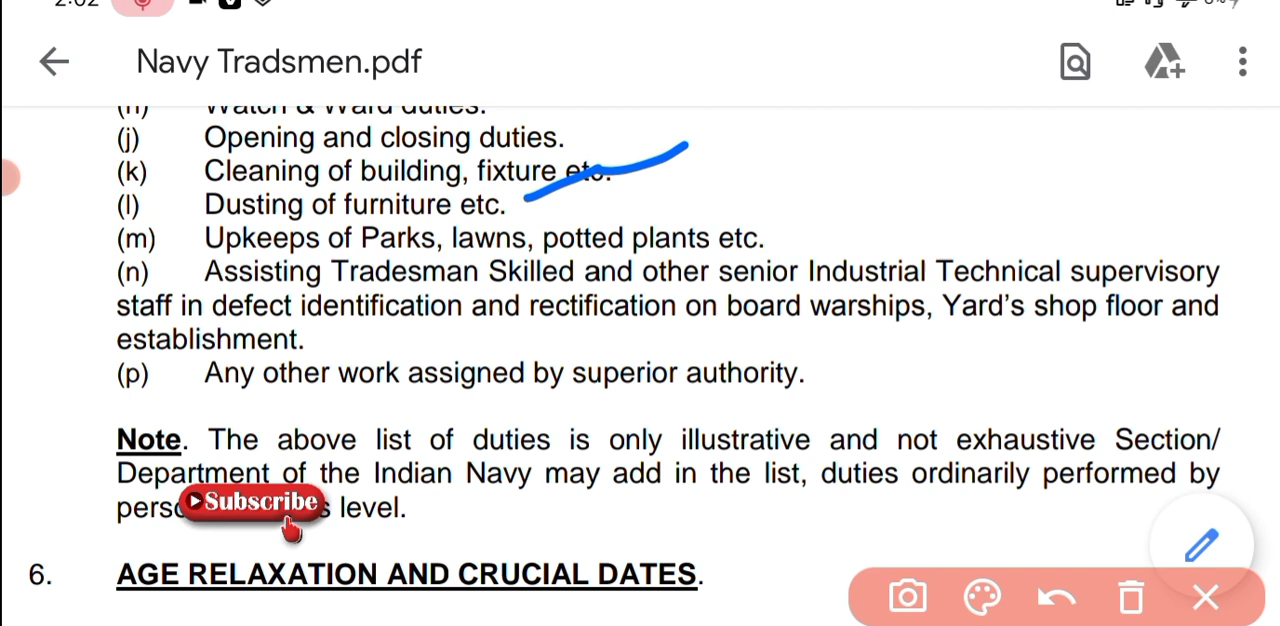 2:02
Navy Tradsmen.pdf
Watch & Ward duties.
(j) Opening and closing duties.
(k) Cleaning of building, fixture etc.
(l) Dusting of furniture etc.
(m) Upkeeps of Parks, lawns, potted plants etc.
(n) Assisting Tradesman Skilled and other senior Industrial Technical supervisory
staff in defect identification and rectification on board warships, Yard's shop floor and
establishment.
(p) Any other work assigned by superior authority.
Note. The above list of duties is only illustrative and not exhaustive Section/
Department of the Indian Navy may add in the list, duties ordinarily performed by
level.
Subscribe
6. AGE RELAXATION AND CRUCIAL DATES.